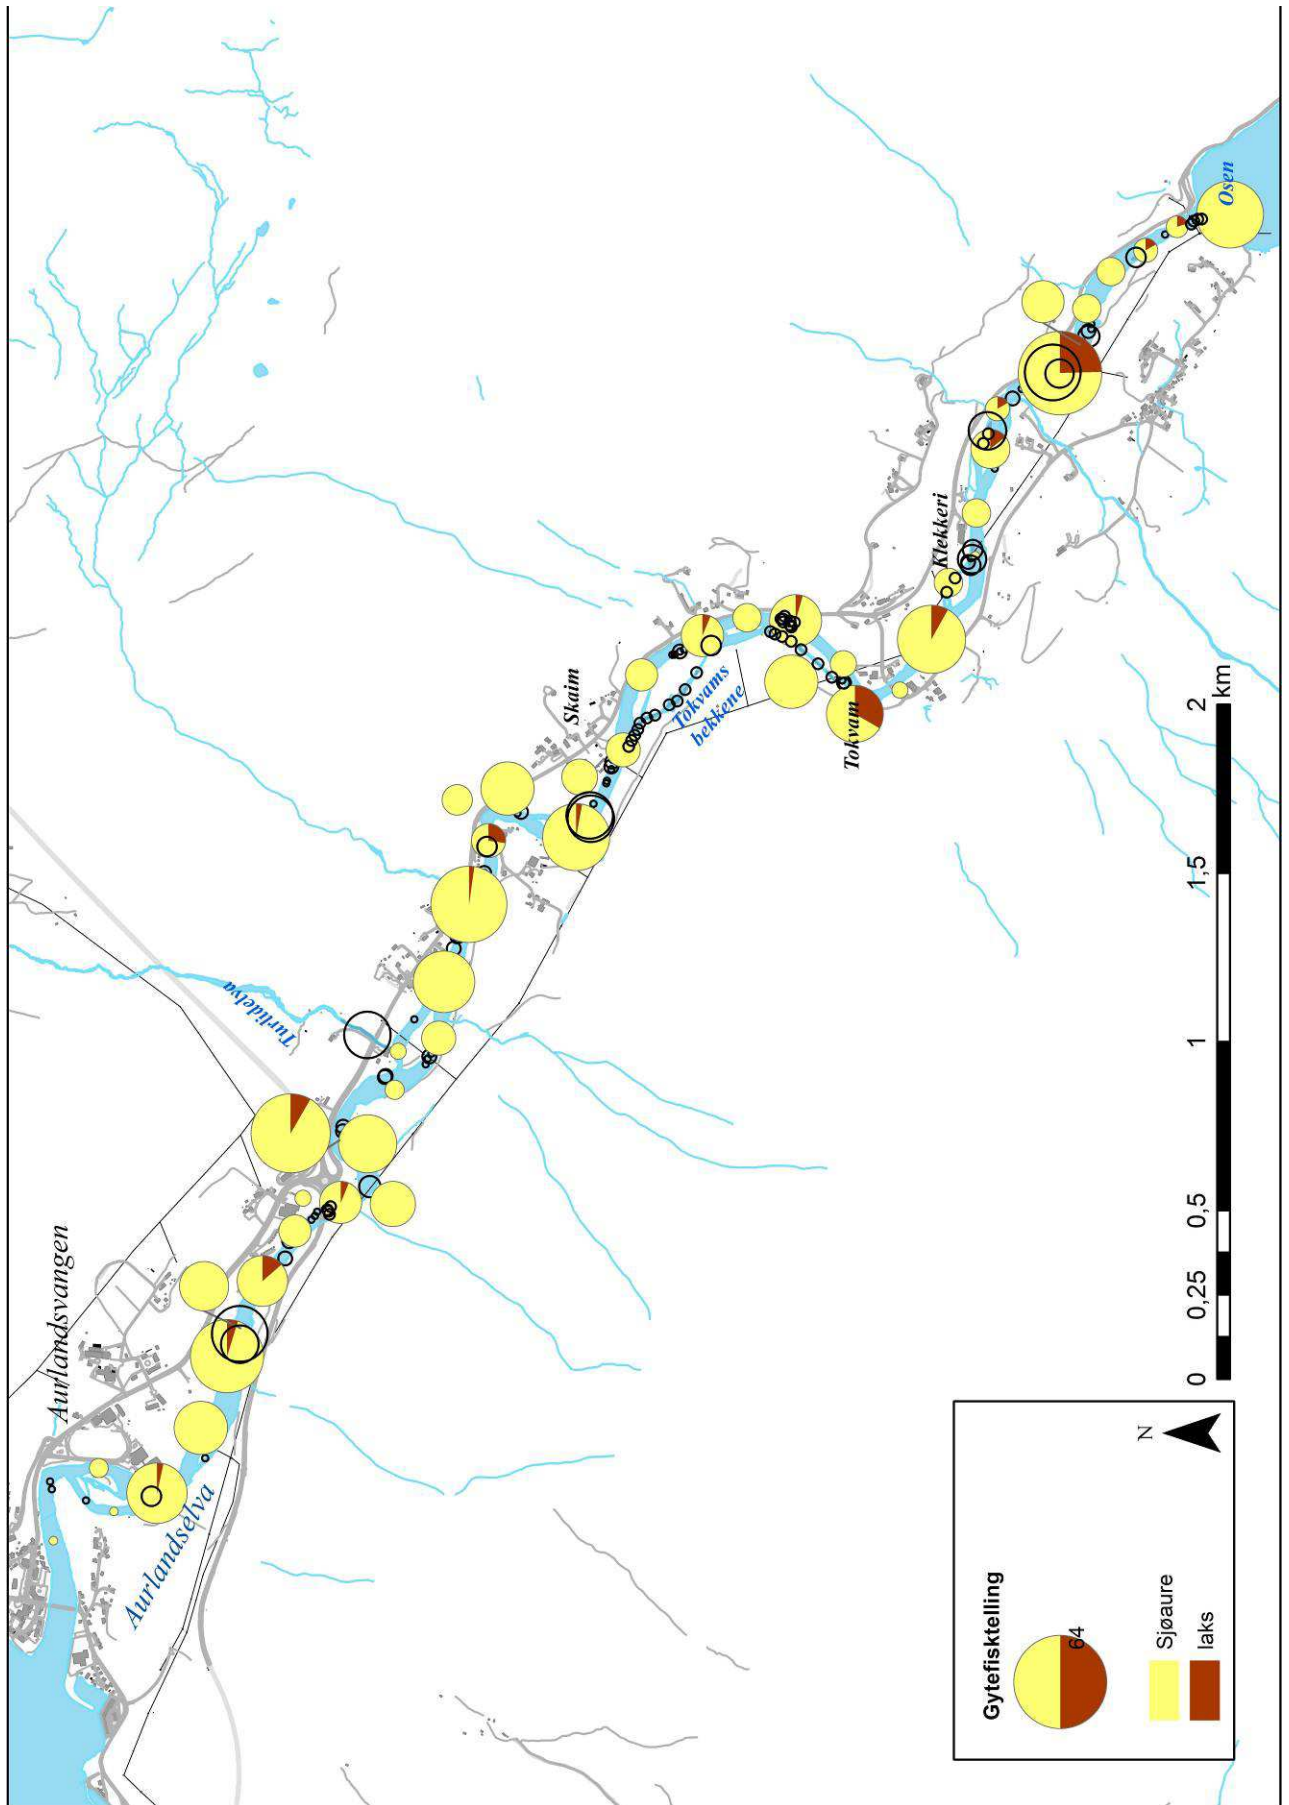 Aurlandsvangen
Aurlandselva
Turlidelva
Skaim
Tokvams
bekkene
Tokvam
Klekkeri
Osen
Gytefisktelling
64
Sjøaure
laks
N
0 0,25 0,5 1 1,5 2
km